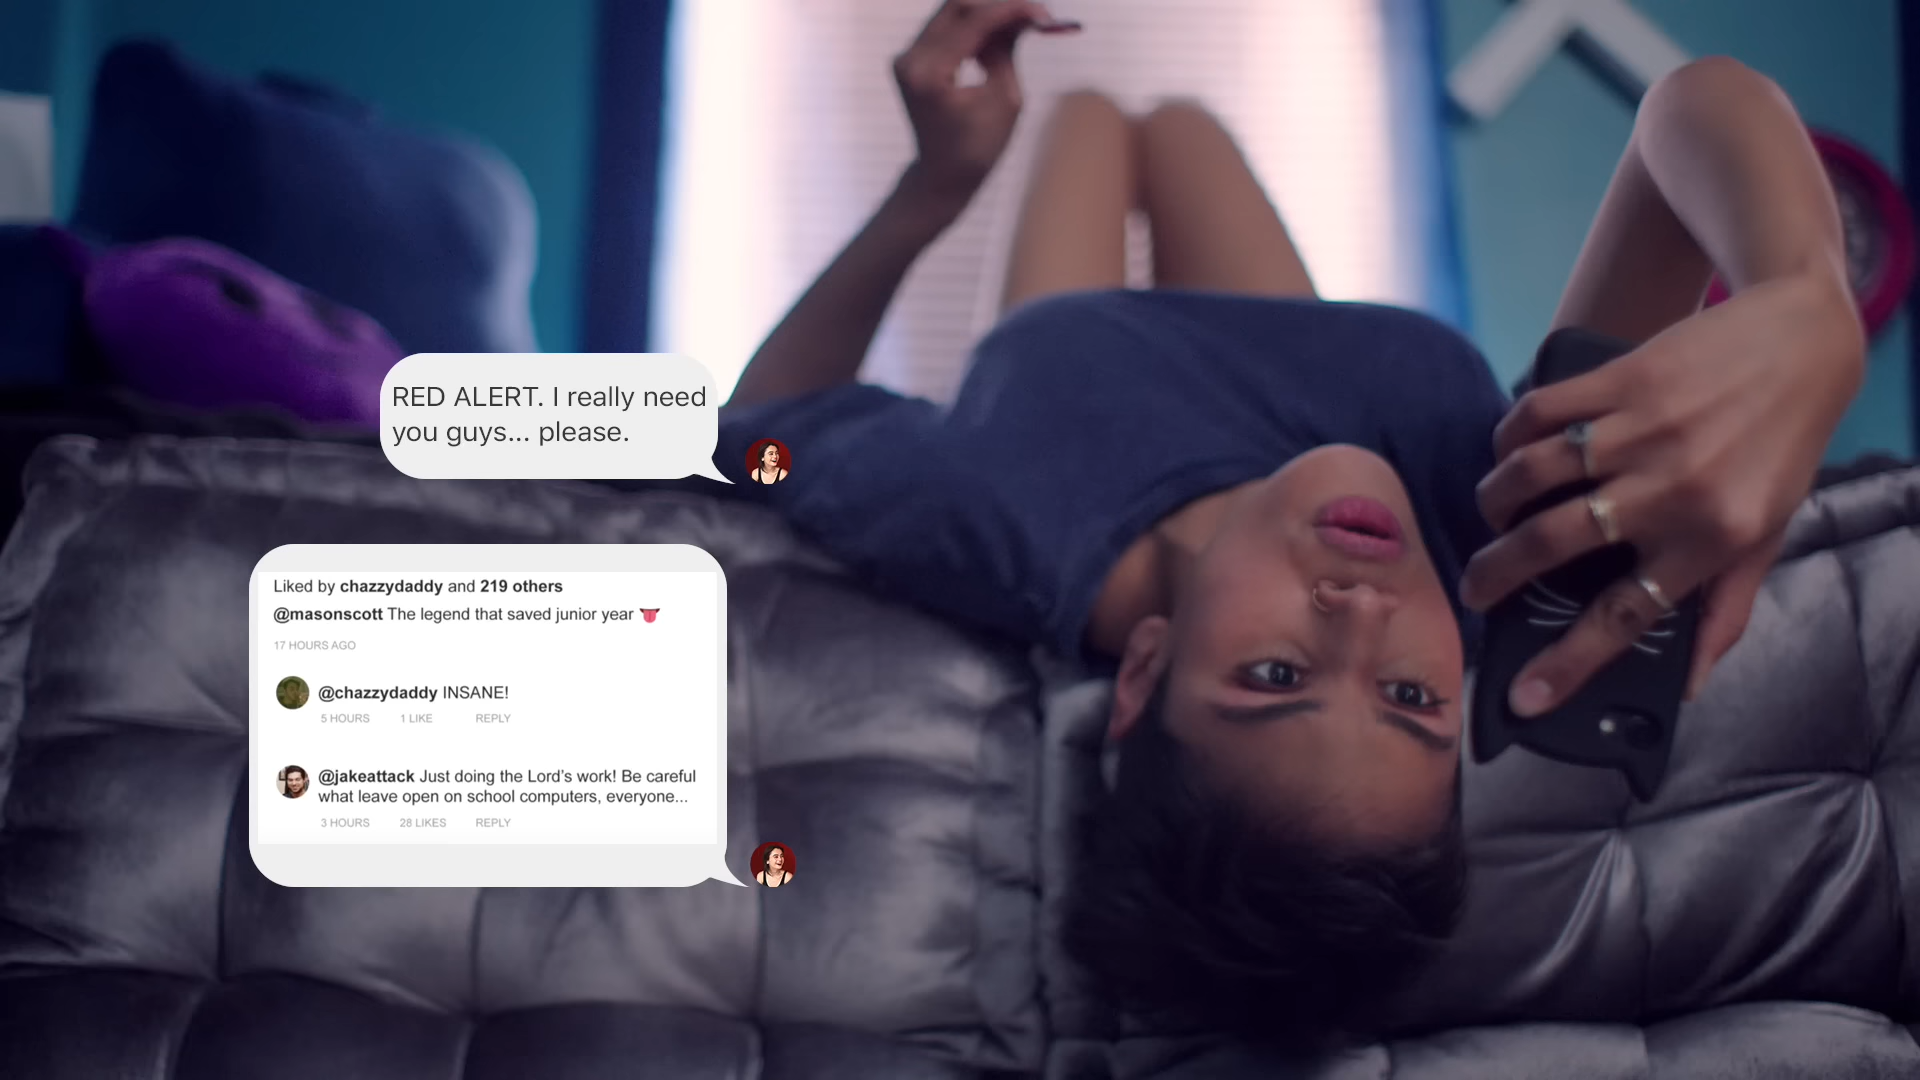 RED ALERT. I really need
you guys... please.
Liked by chazzydaddy and 219 others
@masonscott The legend that saved junior year 👅
17 HOURS AGO
@chazzydaddy INSANE!
5 HOURS 1 LIKE REPLY
@jakeattack Just doing the Lord's work! Be careful
what leave open on school computers, everyone...
3 HOURS 28 LIKES REPLY